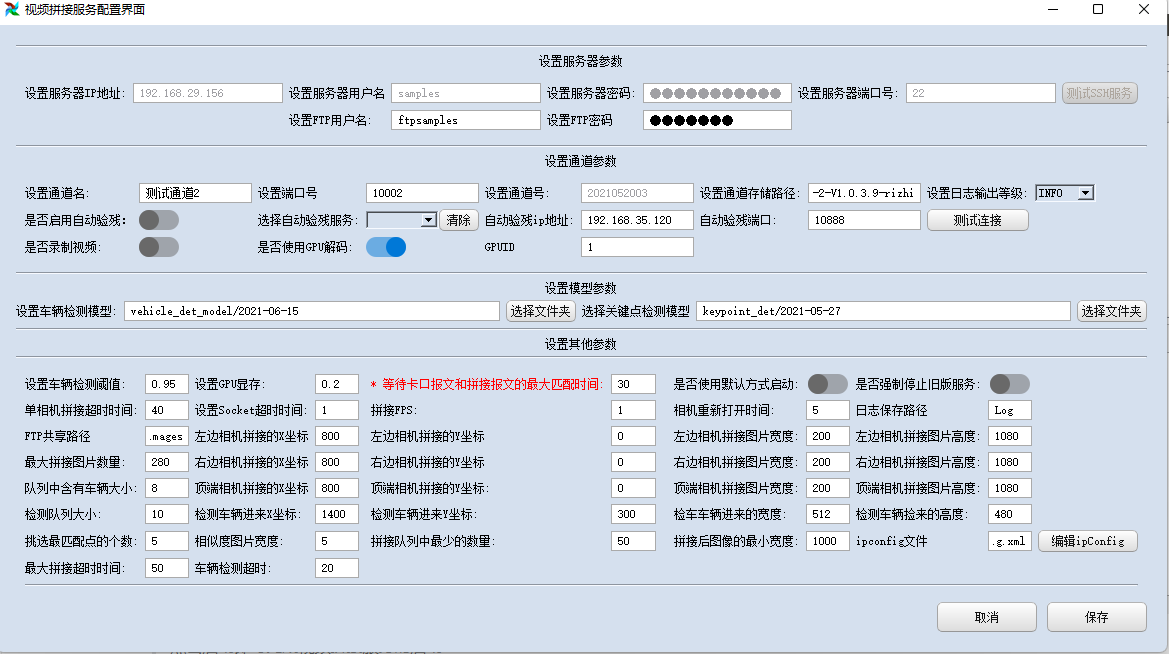 视频拼接服务配置界面
设置服务器参数
设置服务器IP地址: 192.168.29.156 设置服务器用户名 samples 设置服务器密码: ●●●●●●●●●●● 设置服务器端口号: 22 测试SSH服务
设置FTP用户名: ftpsamples 设置FTP密码 ●●●●●●●
设置通道参数
设置通道名: 测试通道2 设置端口号 10002 设置通道号: 2021052003 设置通道存储路径: -2-V1.0.3.9-rizhi 设置日志输出等级: INFO
是否启用自动验残: 选择自动验残服务: 清除 自动验残ip地址: 192.168.35.120 自动验残端口: 10888 测试连接
是否录制视频: 是否使用GPU解码: GPUID 1
设置模型参数
设置车辆检测模型: vehicle_det_model/2021-06-15 选择文件夹 选择关键点检测模型 keypoint_det/2021-05-27 选择文件夹
设置其他参数
设置车辆检测阈值: 0.95 设置GPU显存: 0.2 * 等待卡口报文和拼接报文的最大匹配时间: 30 是否使用默认方式启动: 是否强制停止旧版服务:
单相机拼接超时时间: 40 设置Socket超时时间: 1 拼接FPS: 1 相机重新打开时间: 5 日志保存路径 Log
FTP共享路径 .mages 左边相机拼接的X坐标 800 左边相机拼接的Y坐标 0 左边相机拼接图片宽度: 200 左边相机拼接图片高度: 1080
最大拼接图片数量: 280 右边相机拼接的X坐标 800 右边相机拼接的Y坐标 0 右边相机拼接图片宽度: 200 右边相机拼接图片高度: 1080
队列中含有车辆大小: 8 顶端相机拼接的X坐标 800 顶端相机拼接的Y坐标: 0 顶端相机拼接图片宽度: 200 顶端相机拼接图片高度: 1080
检测队列大小: 10 检测车辆进来X坐标: 1400 检测车辆进来Y坐标: 300 检车车辆进来的宽度: 512 检测车辆捡来的高度: 480
挑选最匹配点的个数: 5 相似度图片宽度: 5 拼接队列中最少的数量: 50 拼接后图像的最小宽度: 1000 ipconfig文件 .g.xml 编辑ipConfig
最大拼接超时时间: 50 车辆检测超时: 20
取消 保存